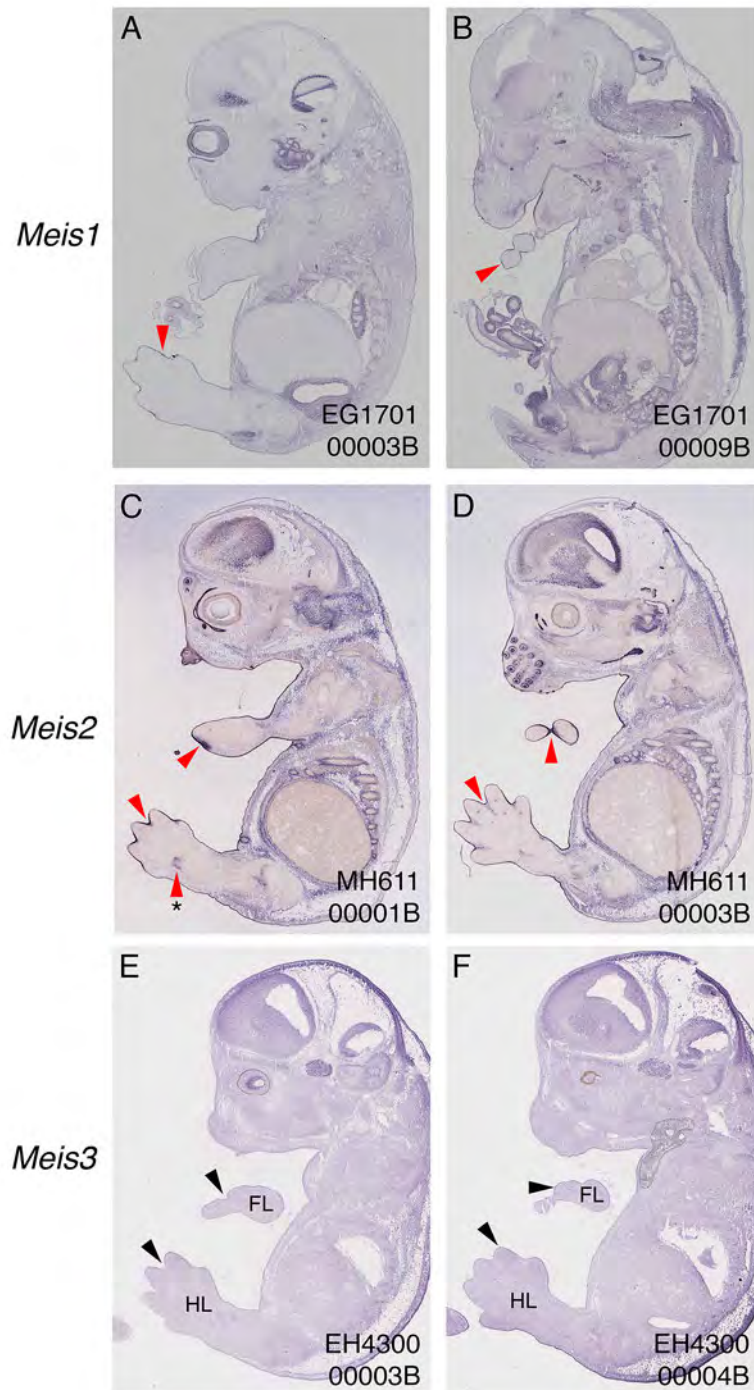 A
B
Meis1
EG1701
00003B
EG1701
00009B
C
D
Meis2
*
MH611
00001B
MH611
00003B
E
F
Meis3
FL
FL
HL
HL
EH4300
00003B
EH4300
00004B